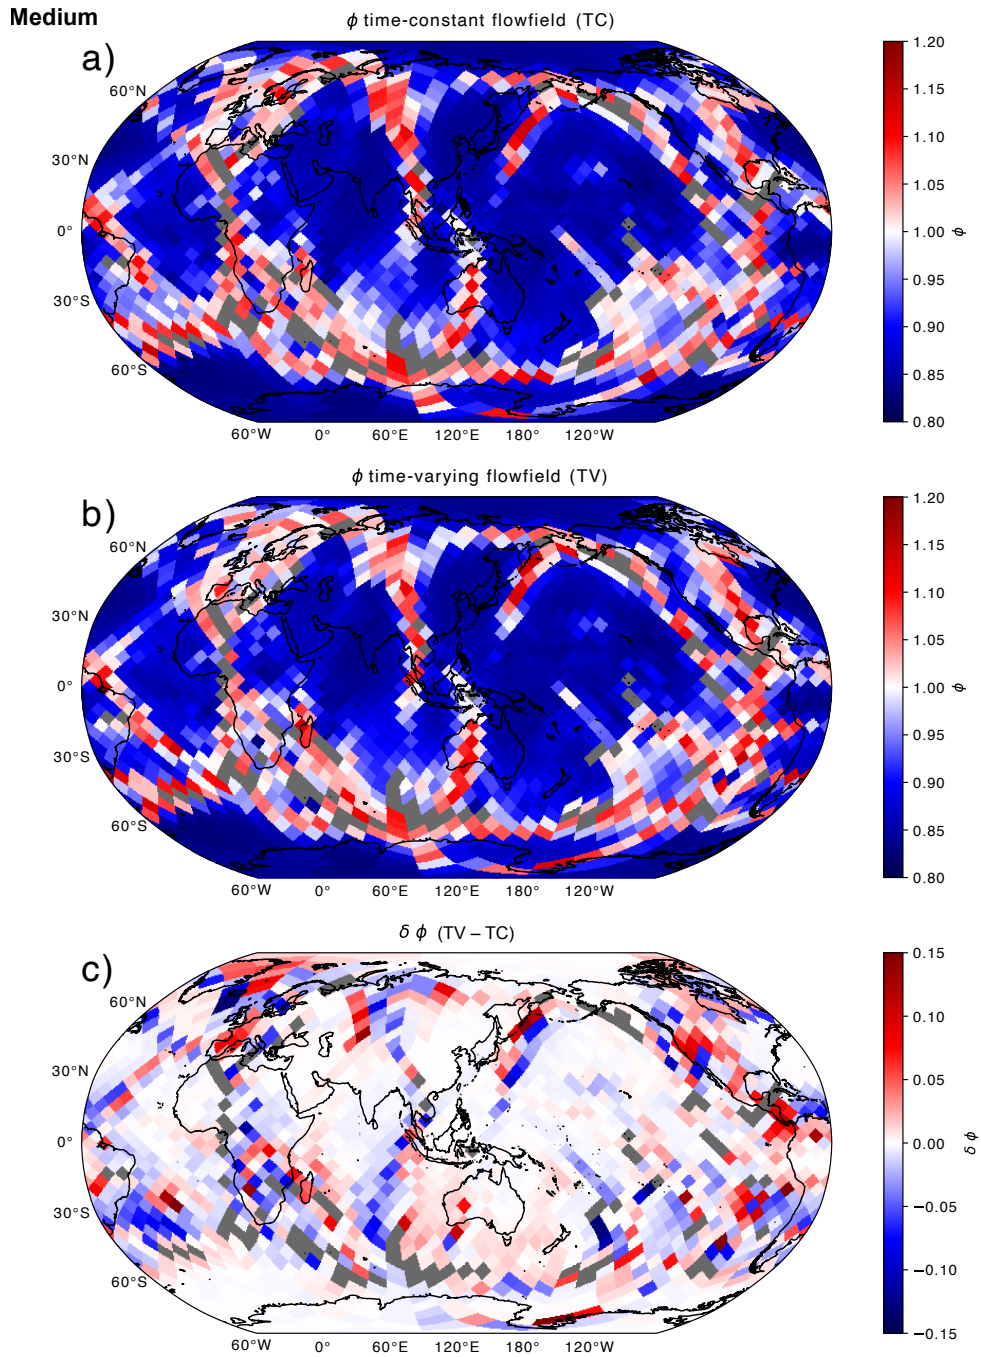 Medium
ϕ time-constant flowfield (TC)
a)
60°N
30°N
0°
30°S
60°S
60°W 0° 60°E 120°E 180° 120°W
1.20
1.15
1.10
1.05
1.00
0.95
0.90
0.85
0.80
ϕ
ϕ time-varying flowfield (TV)
b)
60°N
30°N
0°
30°S
60°S
60°W 0° 60°E 120°E 180° 120°W
1.20
1.15
1.10
1.05
1.00
0.95
0.90
0.85
0.80
ϕ
δ ϕ (TV – TC)
c)
60°N
30°N
0°
30°S
60°S
60°W 0° 60°E 120°E 180° 120°W
0.15
0.10
0.05
0.00
−0.05
−0.10
−0.15
δ ϕ